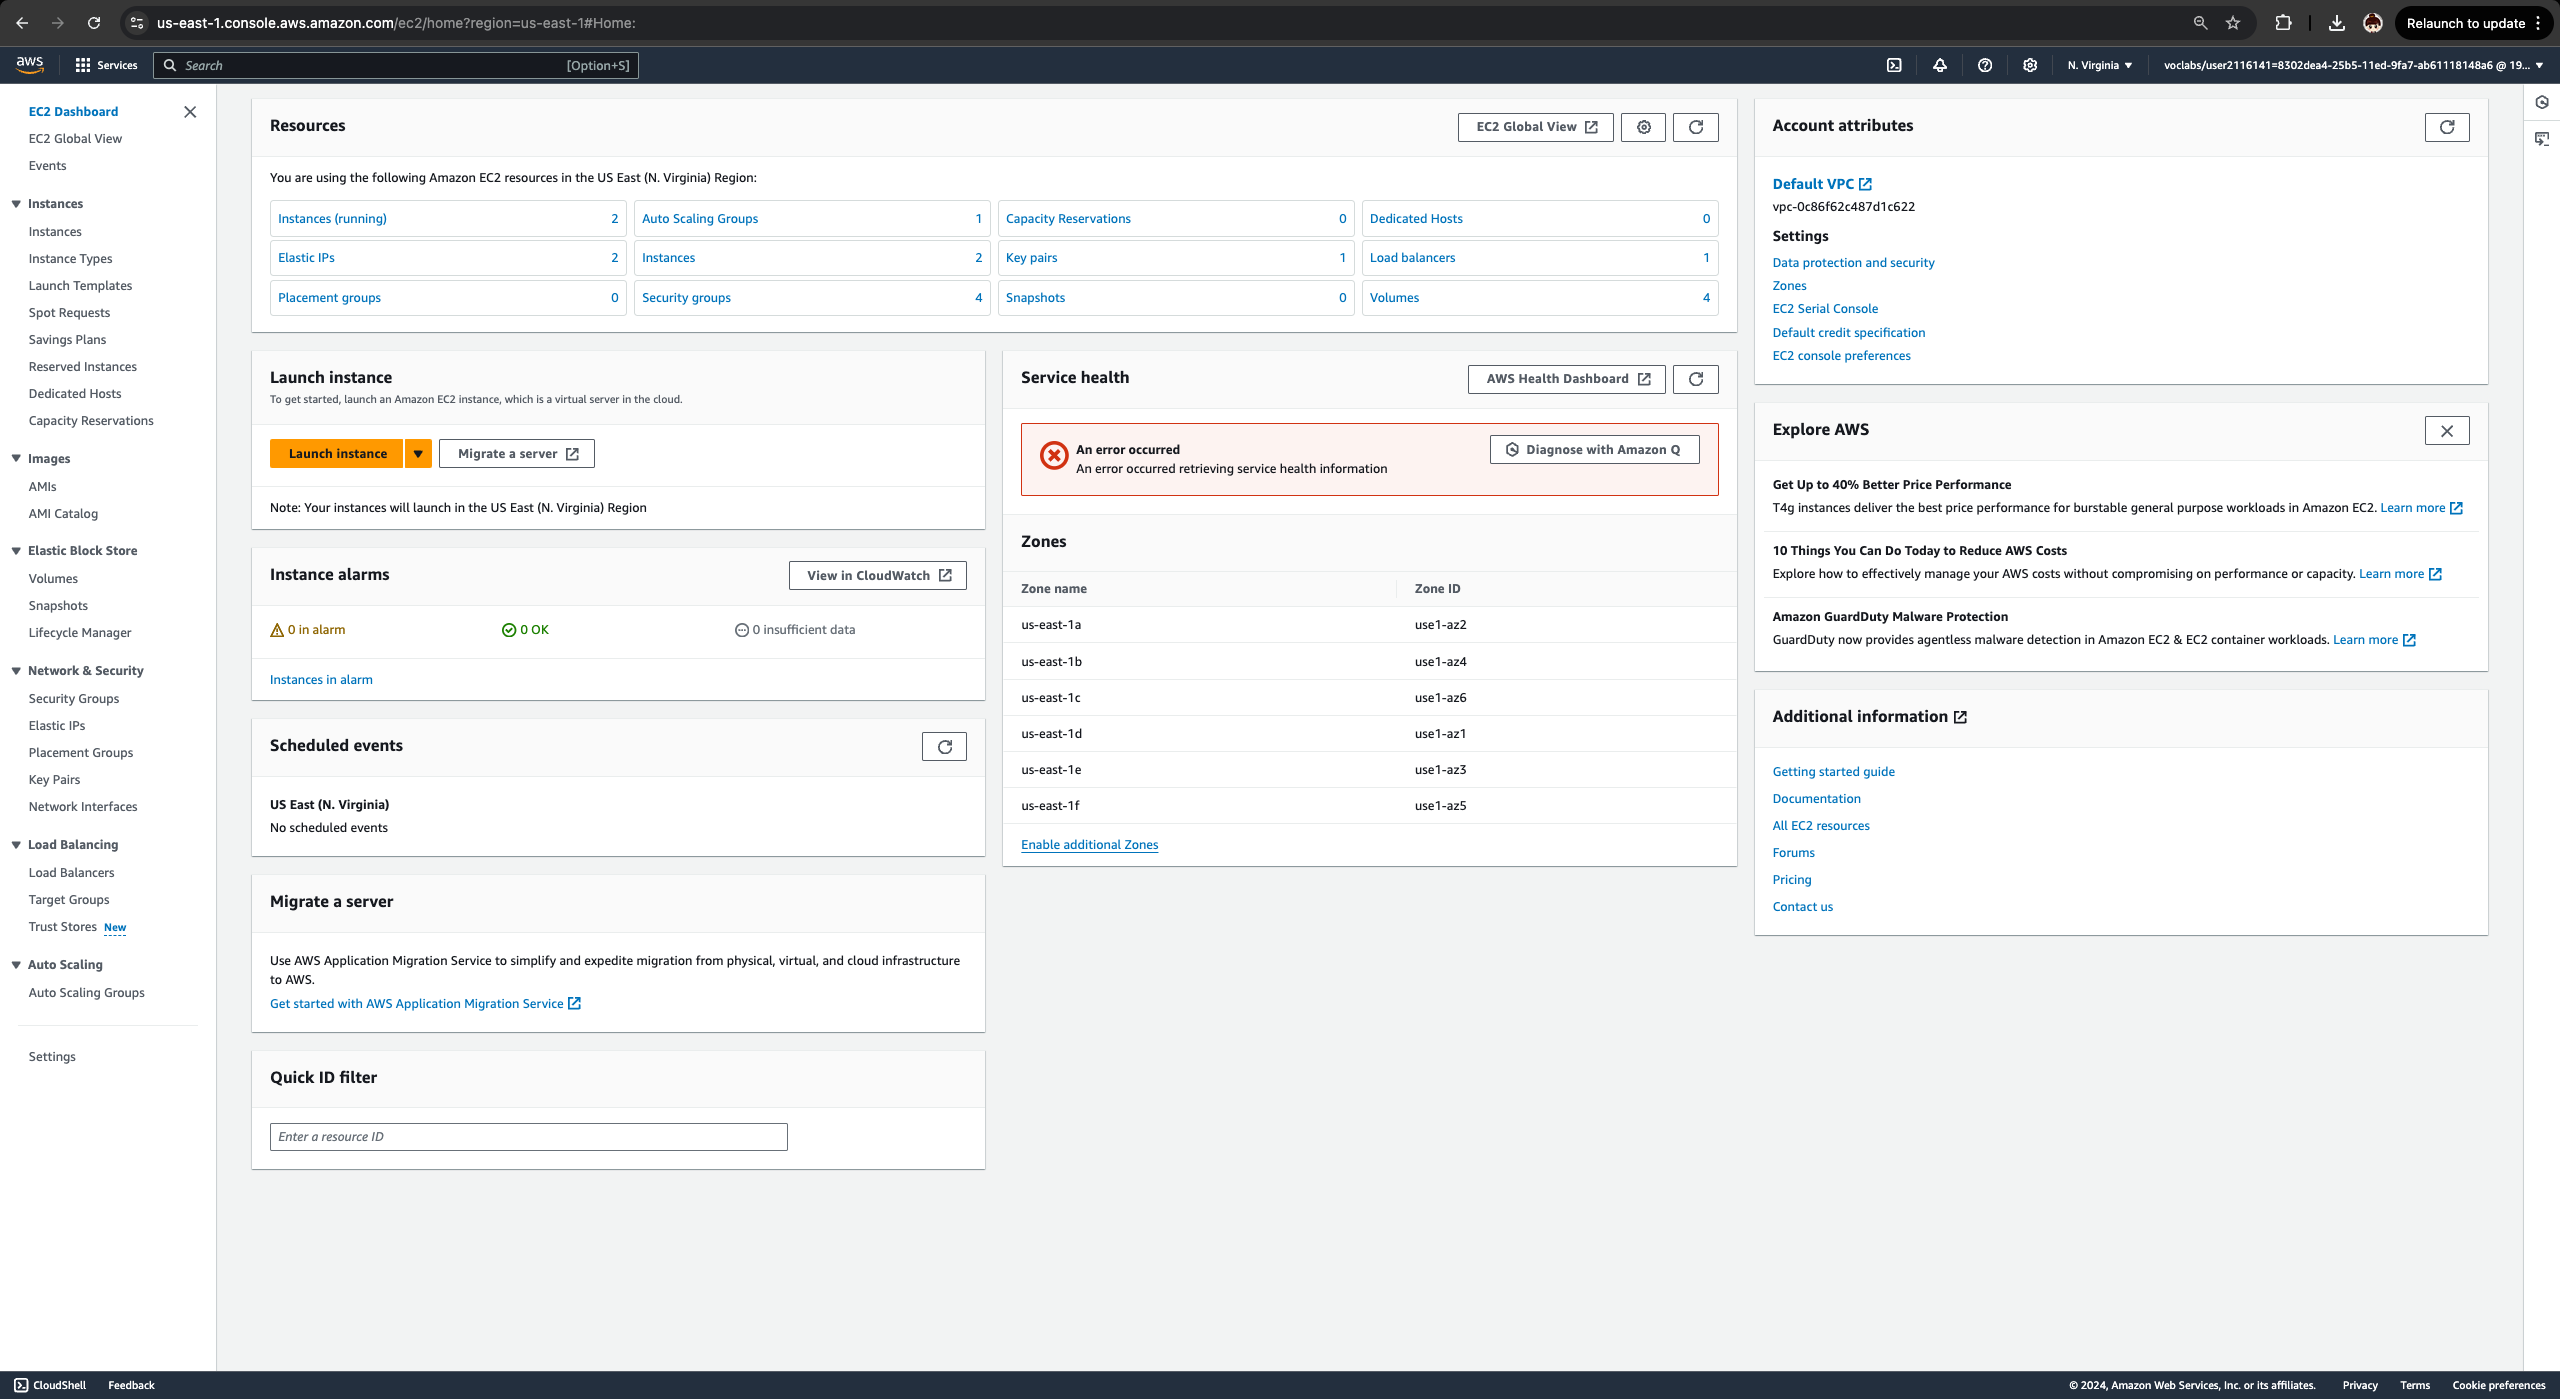 us-east-1.console.aws.amazon.com/ec2/home?region=us-east-1#Home:
Relaunch to update
aws
Services
Search
[Option+S]
N. Virginia
voclabs/user2116141=8302dea4-25b5-11ed-9fa7-ab61118148a6 @ 19...
EC2 Dashboard
EC2 Global View
Events
Instances
Instances
Instance Types
Launch Templates
Spot Requests
Savings Plans
Reserved Instances
Dedicated Hosts
Capacity Reservations
Images
AMIs
AMI Catalog
Elastic Block Store
Volumes
Snapshots
Lifecycle Manager
Network & Security
Security Groups
Elastic IPs
Placement Groups
Key Pairs
Network Interfaces
Load Balancing
Load Balancers
Target Groups
Trust Stores New
Auto Scaling
Auto Scaling Groups
Settings
Resources
EC2 Global View
You are using the following Amazon EC2 resources in the US East (N. Virginia) Region:
Instances (running) 2
Auto Scaling Groups 1
Capacity Reservations 0
Dedicated Hosts 0
Elastic IPs 2
Instances 2
Key pairs 1
Load balancers 1
Placement groups 0
Security groups 4
Snapshots 0
Volumes 4
Launch instance
To get started, launch an Amazon EC2 instance, which is a virtual server in the cloud.
Launch instance
Migrate a server
Note: Your instances will launch in the US East (N. Virginia) Region
Instance alarms
View in CloudWatch
0 in alarm
0 OK
0 insufficient data
Instances in alarm
Scheduled events
US East (N. Virginia)
No scheduled events
Migrate a server
Use AWS Application Migration Service to simplify and expedite migration from physical, virtual, and cloud infrastructure
to AWS.
Get started with AWS Application Migration Service
Quick ID filter
Enter a resource ID
Service health
AWS Health Dashboard
An error occurred
An error occurred retrieving service health information
Diagnose with Amazon Q
Zones
Zone name Zone ID
us-east-1a use1-az2
us-east-1b use1-az4
us-east-1c use1-az6
us-east-1d use1-az1
us-east-1e use1-az3
us-east-1f use1-az5
Enable additional Zones
Account attributes
Default VPC
vpc-0c86f62c487d1c622
Settings
Data protection and security
Zones
EC2 Serial Console
Default credit specification
EC2 console preferences
Explore AWS
Get Up to 40% Better Price Performance
T4g instances deliver the best price performance for burstable general purpose workloads in Amazon EC2. Learn more
10 Things You Can Do Today to Reduce AWS Costs
Explore how to effectively manage your AWS costs without compromising on performance or capacity. Learn more
Amazon GuardDuty Malware Protection
GuardDuty now provides agentless malware detection in Amazon EC2 & EC2 container workloads. Learn more
Additional information
Getting started guide
Documentation
All EC2 resources
Forums
Pricing
Contact us
CloudShell
Feedback
© 2024, Amazon Web Services, Inc. or its affiliates.
Privacy
Terms
Cookie preferences